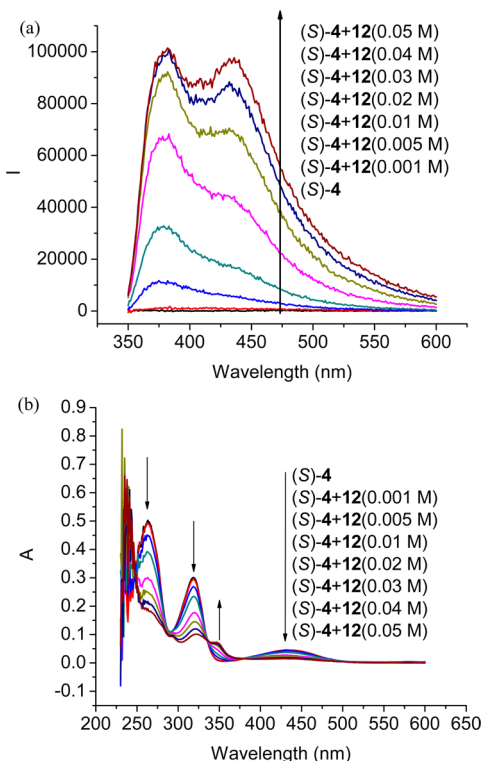 (a)
100000
80000
60000
40000
20000
0
I
350 400 450 500 550 600
Wavelength (nm)
(S)-4+12(0.05 M)
(S)-4+12(0.04 M)
(S)-4+12(0.03 M)
(S)-4+12(0.02 M)
(S)-4+12(0.01 M)
(S)-4+12(0.005 M)
(S)-4+12(0.001 M)
(S)-4
(b)
0.9
0.8
0.7
0.6
0.5
0.4
0.3
0.2
0.1
0.0
-0.1
A
200 250 300 350 400 450 500 550 600 650
Wavelength (nm)
(S)-4
(S)-4+12(0.001 M)
(S)-4+12(0.005 M)
(S)-4+12(0.01 M)
(S)-4+12(0.02 M)
(S)-4+12(0.03 M)
(S)-4+12(0.04 M)
(S)-4+12(0.05 M)